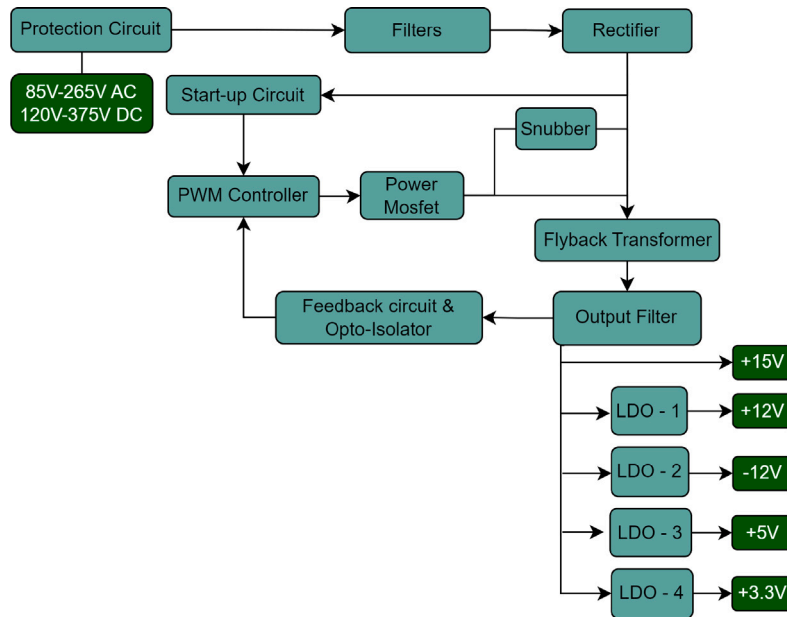 Protection Circuit
Filters
Rectifier
85V-265V AC
120V-375V DC
Start-up Circuit
Snubber
PWM Controller
Power
Mosfet
Flyback Transformer
Feedback circuit &
Opto-Isolator
Output Filter
+15V
LDO - 1
+12V
LDO - 2
-12V
LDO - 3
+5V
LDO - 4
+3.3V